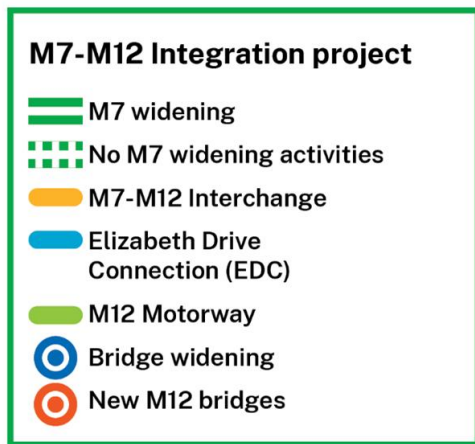 M7-M12 Integration project
M7 widening
No M7 widening activities
M7-M12 Interchange
Elizabeth Drive
Connection (EDC)
M12 Motorway
Bridge widening
New M12 bridges